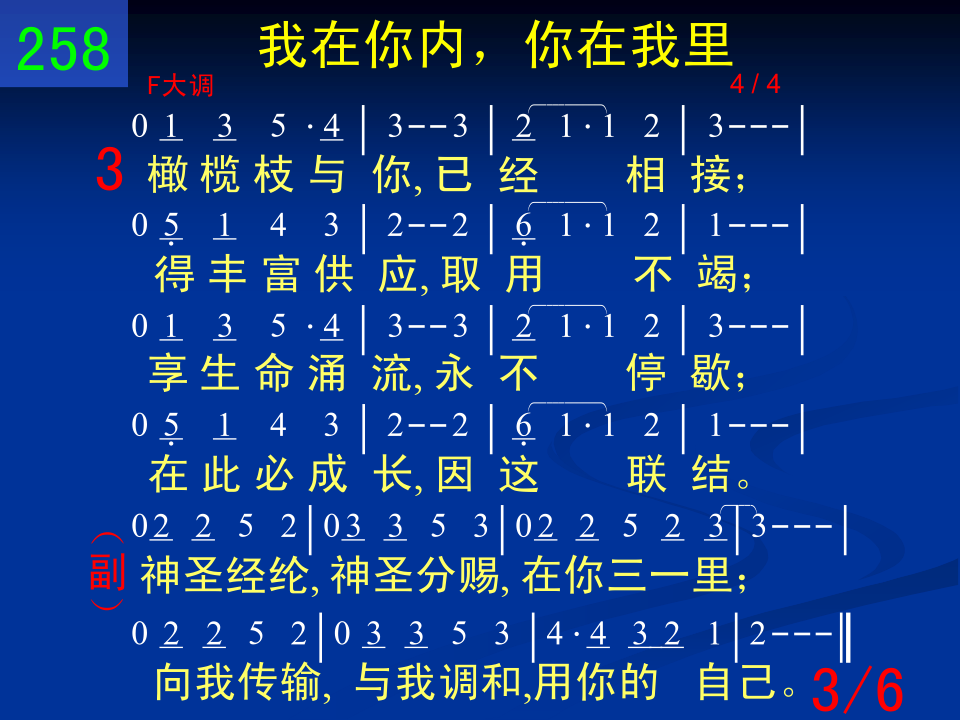 258
我在你内，你在我里
F大调 4/4
0 1 3 5 · 4 | 3--3 | 2 1·1 2 | 3---|
3 橄榄枝与 你, 已 经 相 接；
0 5 1 4 3 | 2--2 | 6 1·1 2 | 1---|
得丰富供 应, 取 用 不 竭；
0 1 3 5 · 4 | 3--3 | 2 1·1 2 | 3---|
享生命涌 流, 永 不 停 歇；
0 5 1 4 3 | 2--2 | 6 1·1 2 | 1---|
在此必成 长, 因 这 联 结。
0 2 2 5 2 | 0 3 3 5 3 | 0 2 2 5 2 3 | 3---|
（副） 神圣经纶, 神圣分赐, 在你三一里；
0 2 2 5 2 | 0 3 3 5 3 | 4·4 3 2 1 | 2---‖
向我传输, 与我调和,用你的 自己。
3/6